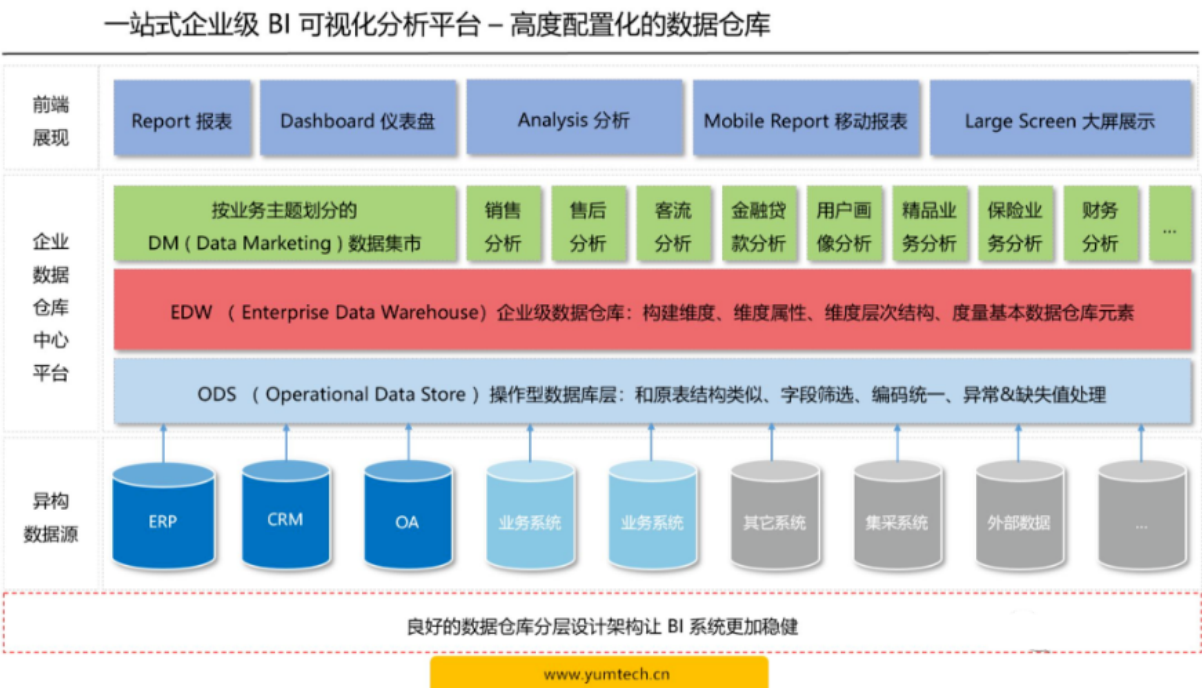 一站式企业级 BI 可视化分析平台 – 高度配置化的数据仓库
前端
展现
Report 报表
Dashboard 仪表盘
Analysis 分析
Mobile Report 移动报表
Large Screen 大屏展示
企业
数据
仓库
中心
平台
按业务主题划分的
DM ( Data Marketing ) 数据集市
销售
分析
售后
分析
客流
分析
金融贷
款分析
用户画
像分析
精品业
务分析
保险业
务分析
财务
分析
...
EDW （ Enterprise Data Warehouse）企业级数据仓库：构建维度、维度属性、维度层次结构、度量基本数据仓库元素
ODS （ Operational Data Store ）操作型数据库层：和原表结构类似、字段筛选、编码统一、异常&缺失值处理
异构
数据源
ERP
CRM
OA
业务系统
业务系统
其它系统
集采系统
外部数据
...
良好的数据仓库分层设计架构让 BI 系统更加稳健
www.yumtech.cn